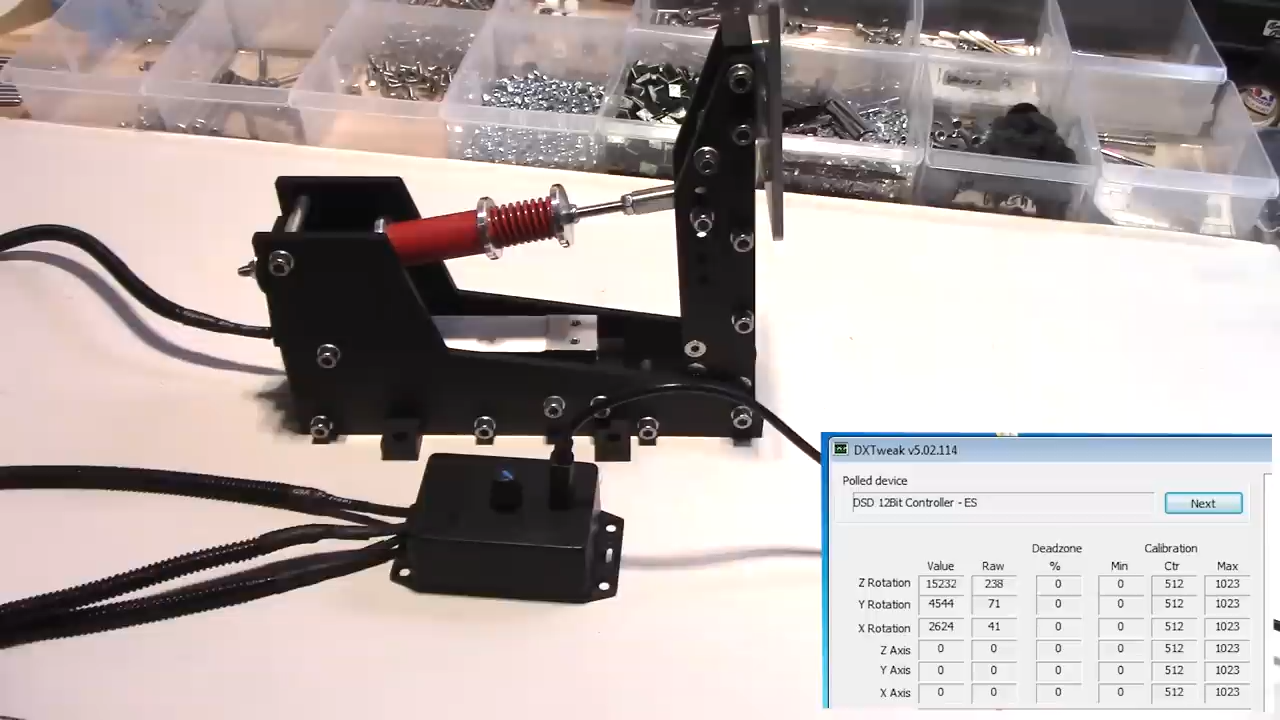 DXTweak v5.02.114
Polled device
DSD 12Bit Controller - ES
Next
Deadzone Calibration
Value Raw % Min Ctr Max
Z Rotation 15232 238 0 0 512 1023
Y Rotation 4544 71 0 0 512 1023
X Rotation 2624 41 0 0 512 1023
Z Axis 0 0 0 0 512 1023
Y Axis 0 0 0 0 512 1023
X Axis 0 0 0 0 512 1023